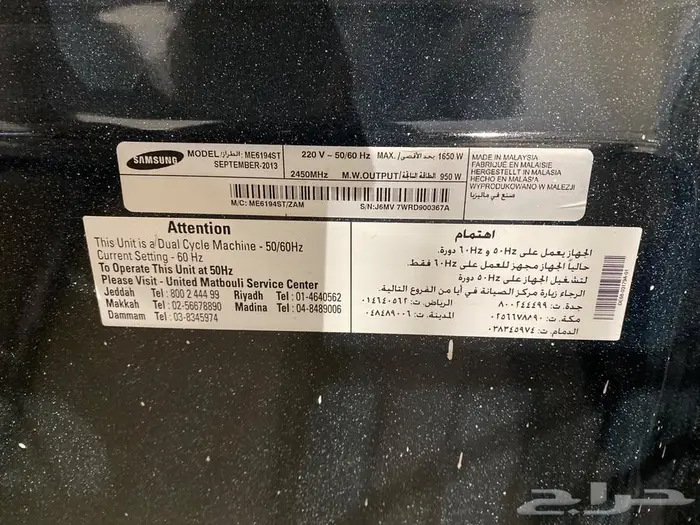 SAMSUNG
MODEL/الطراز: ME6194ST
SEPTEMBER-2013
220 V ~ 50/60 Hz MAX./بحد الأقصى 1650 W
2450MHz M.W.OUTPUT/الطاقة الناتجة 950 W
M/C: ME6194ST/ZAM
S/N:J6MV 7WRD900367A
MADE IN MALAYSIA
FABRIQUÉ EN MALAISIE
HERGESTELLT IN MALAYSIA
HECHO EN MALASIA
WYPRODUKOWANO W MALEZJI
صنع في ماليزيا
Attention
This Unit is a Dual Cycle Machine - 50/60Hz
Current Setting - 60 Hz
To Operate This Unit at 50Hz
Please Visit - United Matbouli Service Center
Jeddah Tel : 800 2 444 99 Riyadh Tel : 01-4640562
Makkah Tel : 02-56678890 Madina Tel : 04-8489006
Dammam Tel : 03-8345974
اهتمام
الجهاز يعمل على ٥٠Hz و ٦٠Hz دورة.
حالياً الجهاز مجهز للعمل على ٦٠Hz فقط.
لتشغيل الجهاز على ٥٠Hz دورة.
الرجاء زيارة مركز الصيانة في أيا من الفروع التالية.
جدة: ت: ٨٠٠٢٤٤٤٩٩ الرياض: ت: ٠١٤٦٤٠٥٦٢
مكة: ت: ٠٢٥٦٦٧٨٨٩٠ المدينة: ت: ٠٤٨٤٨٩٠٠٦
الدمام: ت: ٠٣٨٣٤٥٩٧٤
حراج